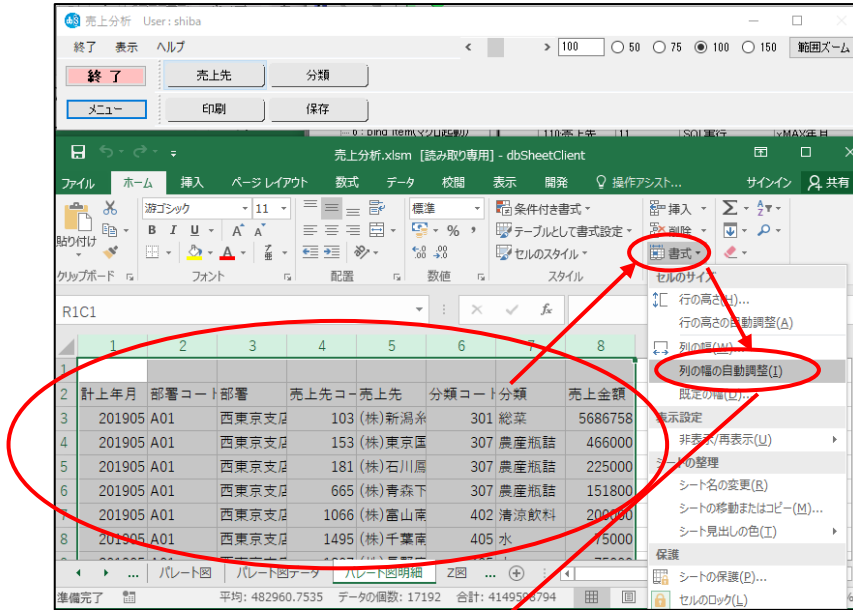 売上分析 User : shiba
終了 表示 ヘルプ < > 100 50 75 100 150 範囲ズーム
終 了 売上先 分類
メニュー 印刷 保存
売上分析.xlsm [読み取り専用] - dbSheetClient
ファイル ホーム 挿入 ページ レイアウト 数式 データ 校閲 表示 開発 操作アシスト... サインイン 共有
游ゴシック 11 標準 条件付き書式 挿入
貼り付け B I U A A % テーブルとして書式設定 削除
セルのスタイル 書式
クリップボード フォント 配置 数値 スタイル
セルのサイズ
行の高さ(H)...
行の高さの自動調整(A)
列の幅(W)...
列の幅の自動調整(I)
既定の幅(D)...
表示設定
非表示/再表示(U)
シートの整理
シート名の変更(R)
シートの移動またはコピー(M)...
シート見出しの色(T)
保護
シートの保護(P)...
セルのロック(L)
R1C1 fx
1 2 3 4 5 6 7 8
1
2 計上年月 部署コード 部署 売上先コー 売上先 分類コード 分類 売上金額
3 201905 A01 西東京支店 103 (株)新潟糸 301 総菜 5686758
4 201905 A01 西東京支店 153 (株)東京国 307 農産瓶詰 466000
5 201905 A01 西東京支店 181 (株)石川 307 農産瓶詰 225000
6 201905 A01 西東京支店 665 (株)青森下 307 農産瓶詰 151800
7 201905 A01 西東京支店 1066 (株)富山南 402 清涼飲料 200000
8 201905 A01 西東京支店 1495 (株)千葉南 405 水 75000
... パレート図 パレート図データ パレート図明細 Z図 ...
準備完了 平均: 482960.7535 データの個数: 17192 合計: 4149598794